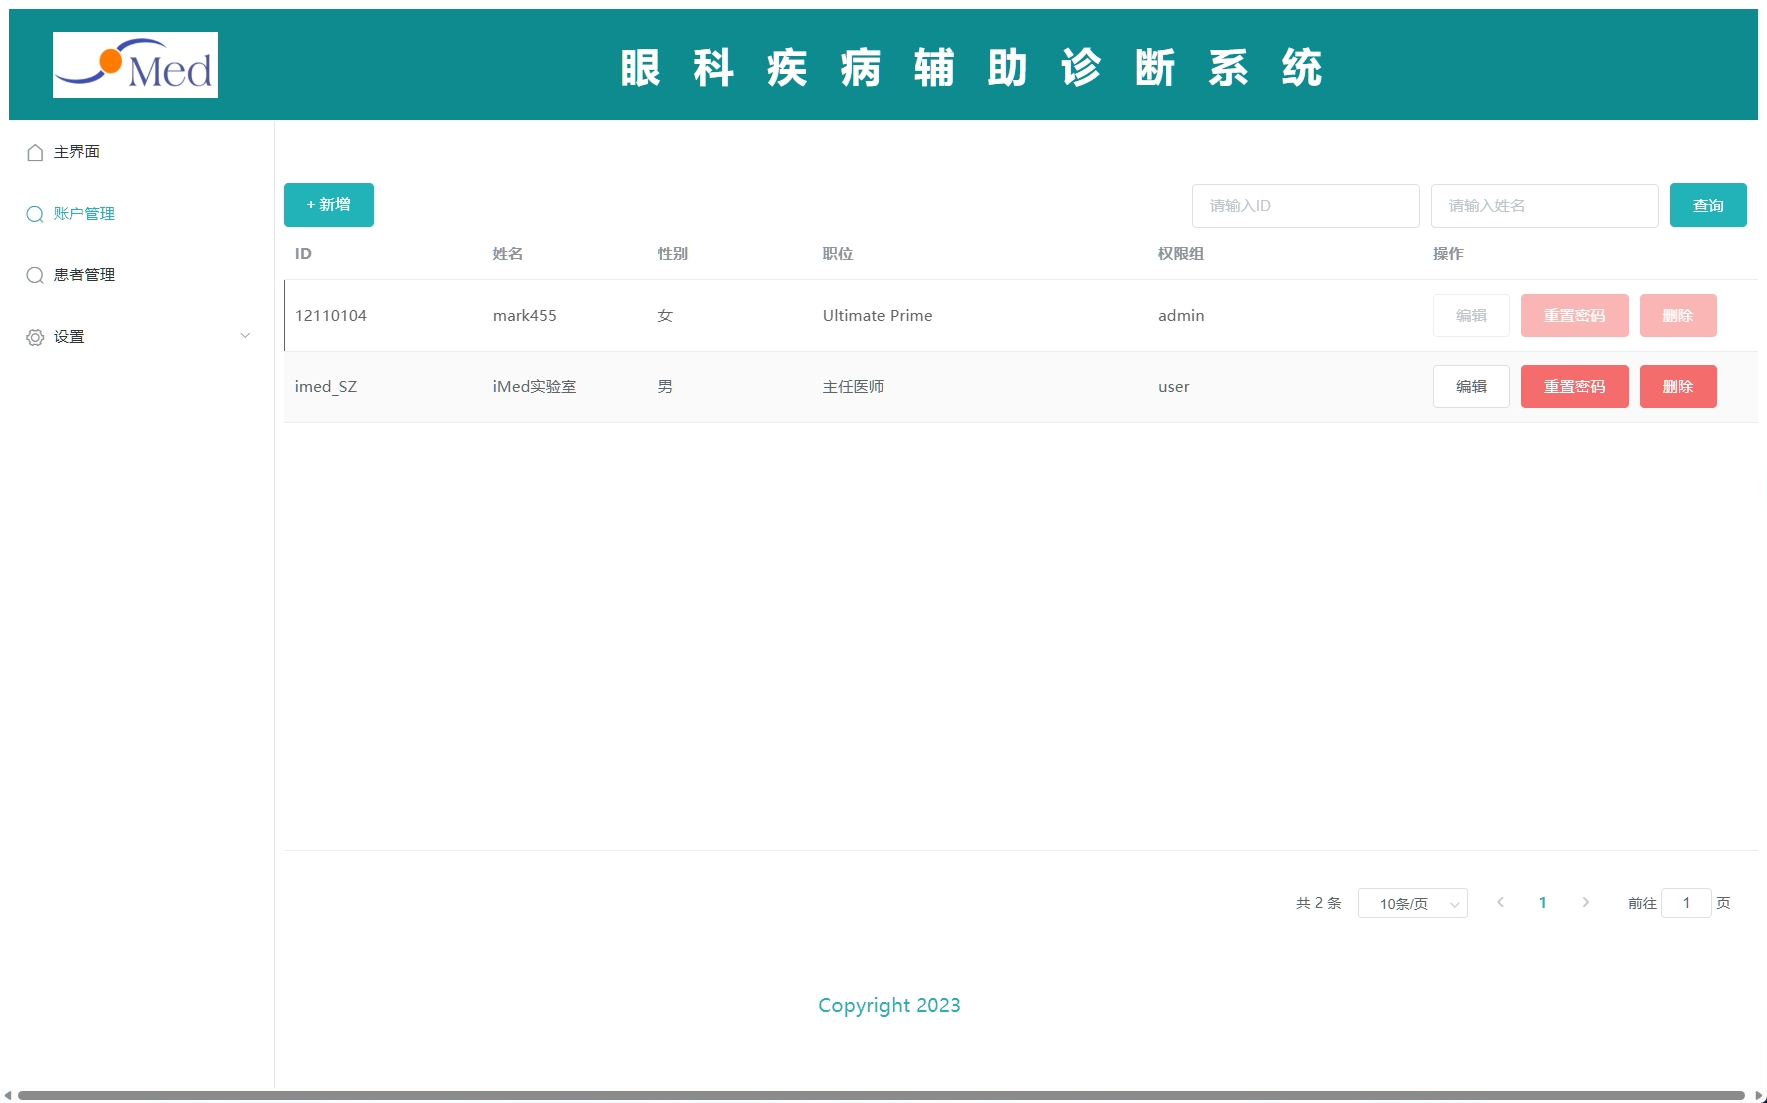 Med
眼科疾病辅助诊断系统
主界面
账户管理
患者管理
设置
+ 新增
请输入ID 请输入姓名 查询
ID 姓名 性别 职位 权限组 操作
12110104 mark455 女 Ultimate Prime admin 编辑 重置密码 删除
imed_SZ iMed实验室 男 主任医师 user 编辑 重置密码 删除
共 2 条 10条/页 1 前往 1 页
Copyright 2023